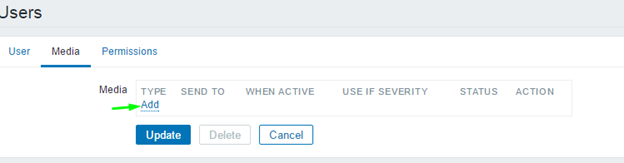 Users
User Media Permissions
Media TYPE SEND TO WHEN ACTIVE USE IF SEVERITY STATUS ACTION
Add
Update Delete Cancel